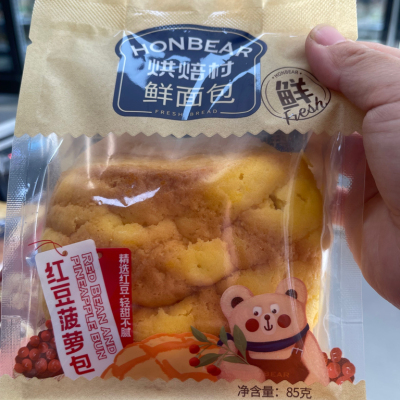 HONBEAR
烘焙村
鲜面包
FRESH BREAD
HONBEAR
鲜
Fresh
红豆菠萝包
RED BEAN AND
PINEAPPLE BUN
精选红豆·轻甜不腻
净含量：85克